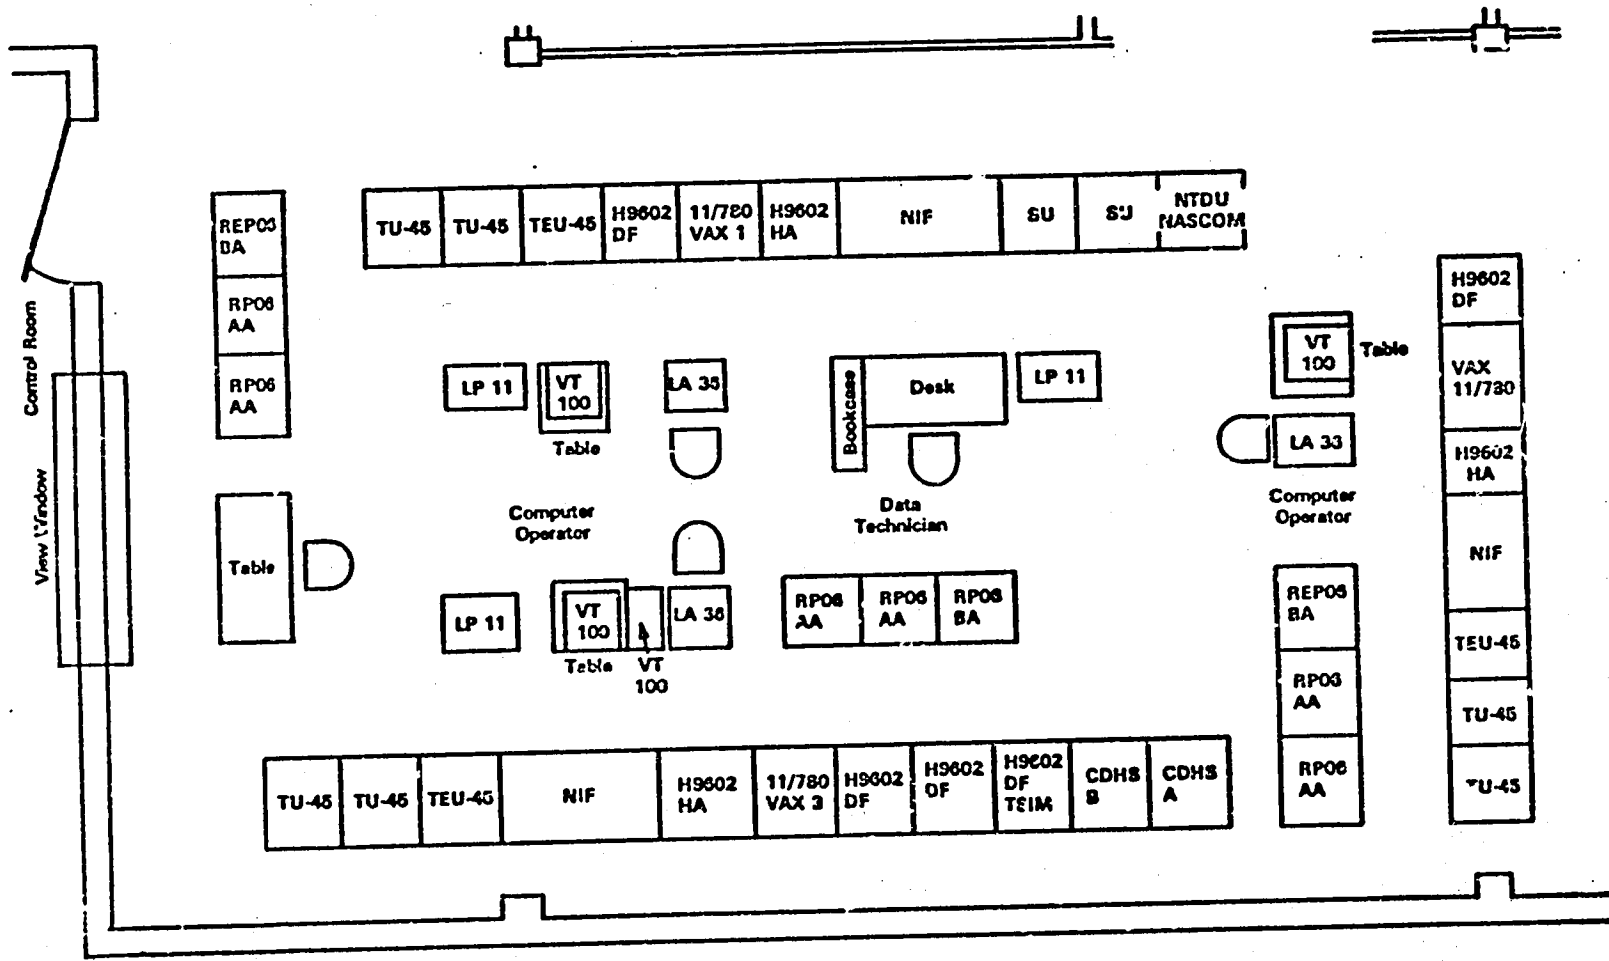 Control Room
View Window
REP06
BA
RP06
AA
RP06
AA
Table
TU-45
TU-45
TEU-45
H9602
DF
11/780
VAX 1
H9602
HA
NIF
SU
SU
NTDU
NASCOM
LP 11
VT
100
Table
LA 36
Bookcase
Desk
LP 11
VT
100
Table
LA 36
Computer
Operator
Data
Technician
Computer
Operator
LP 11
VT
100
Table
VT
100
LA 36
RP06
AA
RP06
AA
RP06
BA
REP06
BA
RP06
AA
RP06
AA
H9602
DF
VAX
11/780
H9602
HA
NIF
TEU-45
TU-45
TU-45
TU-45
TU-45
TEU-45
NIF
H9602
HA
11/780
VAX 3
H9602
DF
H9602
DF
H9602
DF
TSIM
CDHS
B
CDHS
A